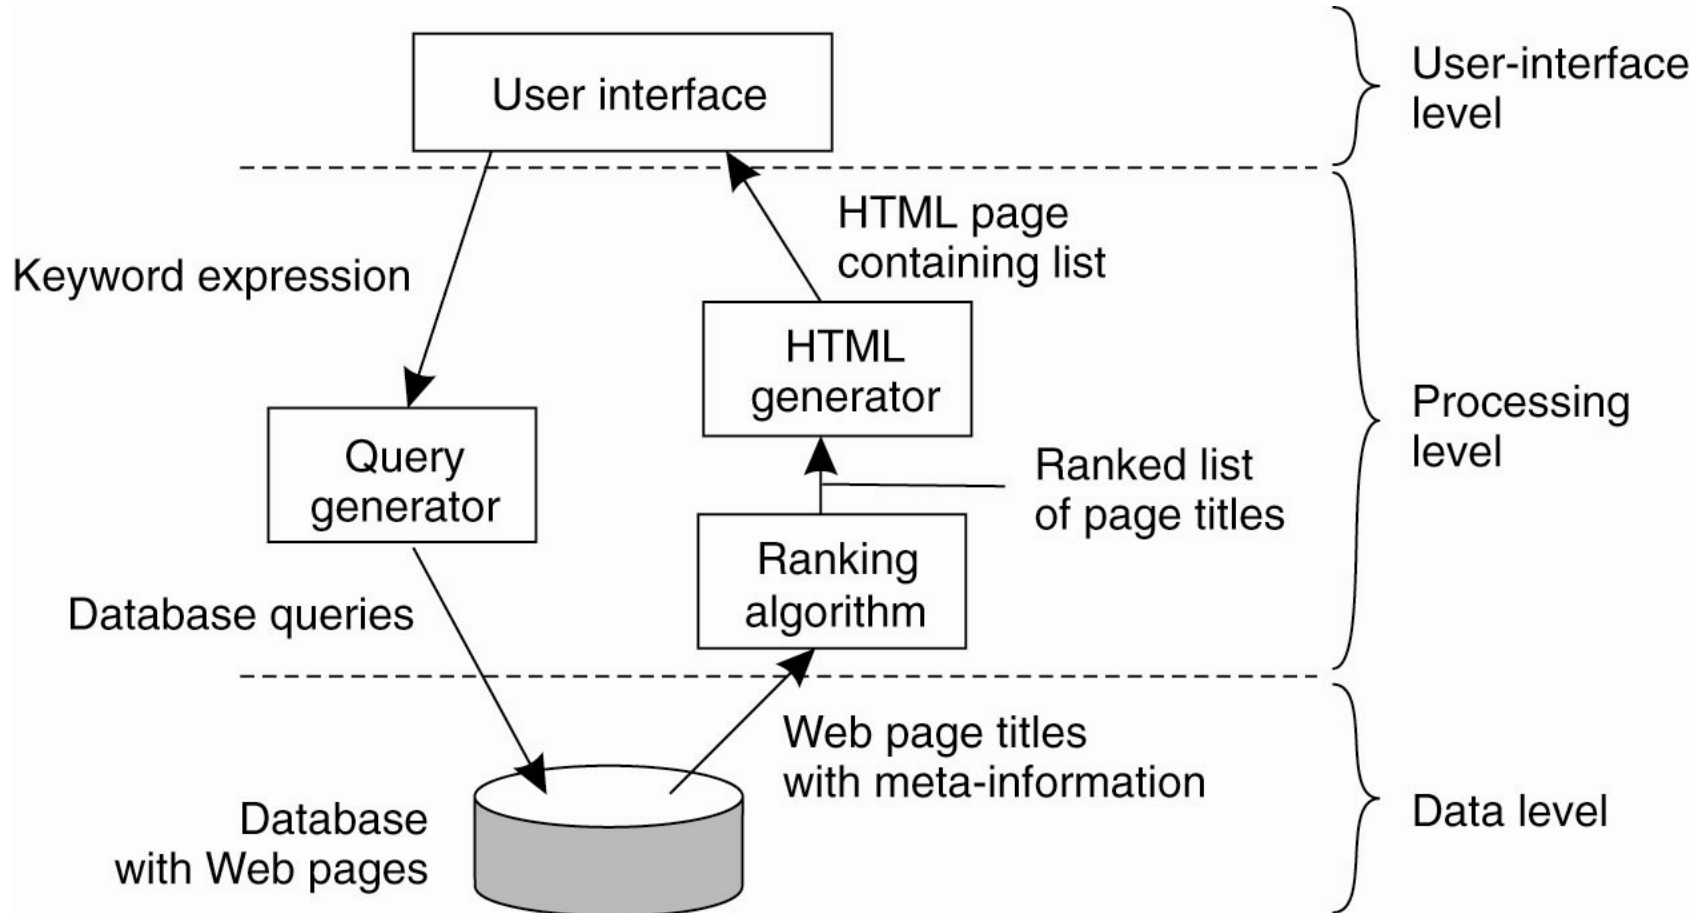 User interface
User-interface
level
HTML page
containing list
Keyword expression
HTML
generator
Processing
level
Query
generator
Ranked list
of page titles
Ranking
algorithm
Database queries
Web page titles
with meta-information
Database
with Web pages
Data level